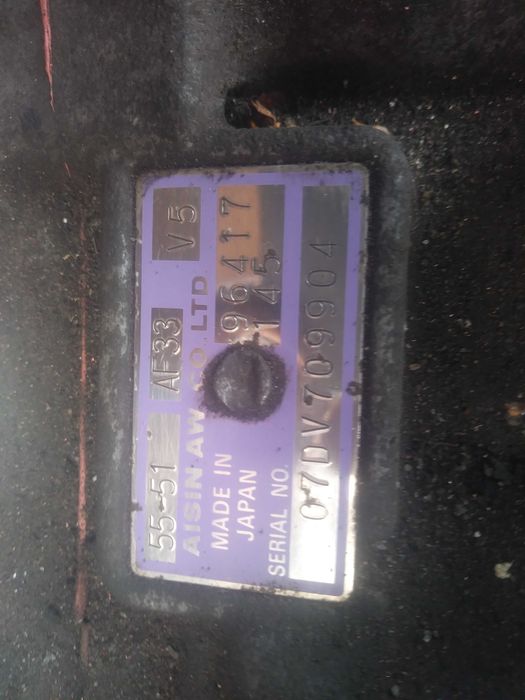 55-51 AF33 V5
AISIN AW CO LTD
MADE IN 96417
JAPAN 145
SERIAL NO.
07DV709904